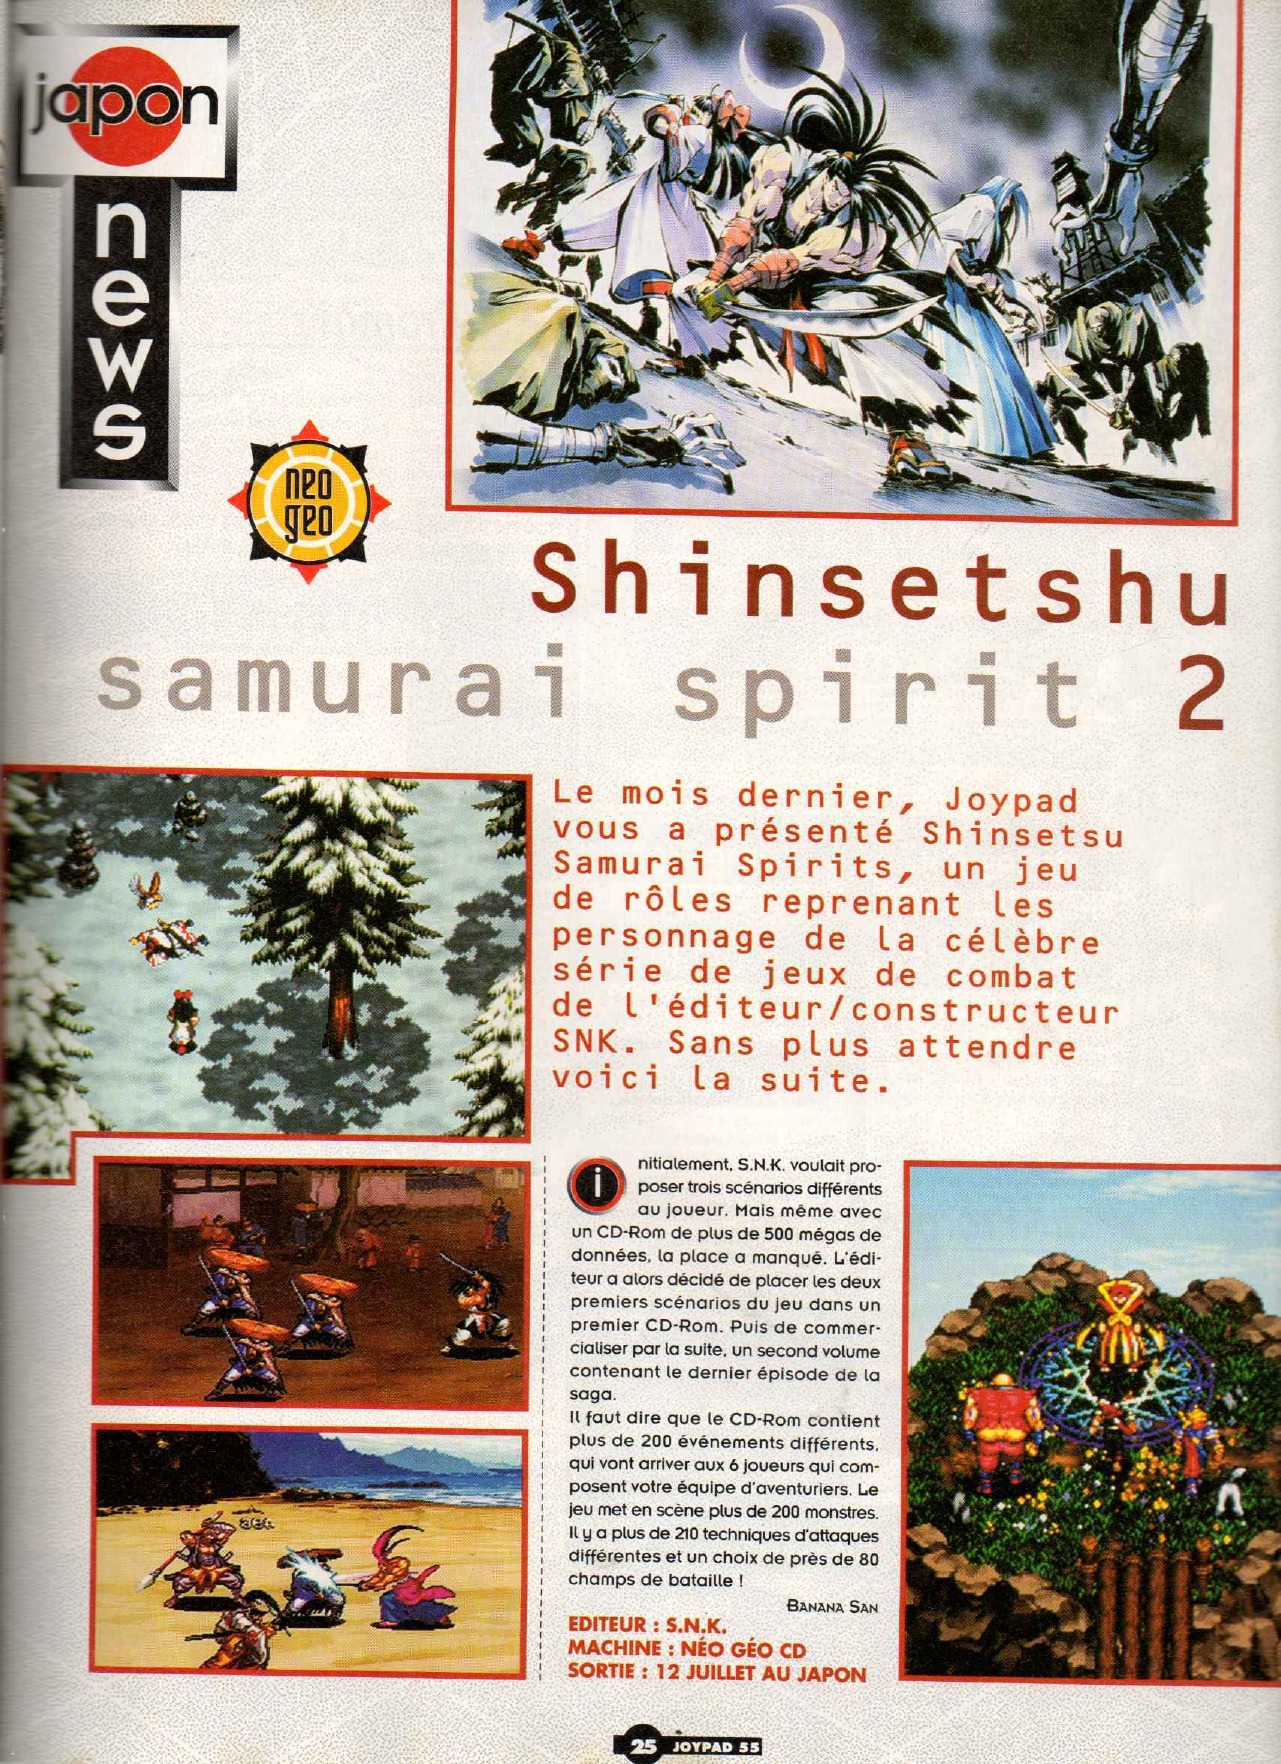 japon
news
neo
geo
Shinsetshu
samurai spirit 2
Le mois dernier, Joypad
vous a présenté Shinsetsu
Samurai Spirits, un jeu
de rôles reprenant les
personnage de la célèbre
série de jeux de combat
de l'éditeur/constructeur
SNK. Sans plus attendre
voici la suite.
initialement, S.N.K. voulait pro-
poser trois scénarios différents
au joueur. Mais même avec
un CD-Rom de plus de 500 mégas de
données, la place a manqué. L'édi-
teur a alors décidé de placer les deux
premiers scénarios du jeu dans un
premier CD-Rom. Puis de commer-
cialiser par la suite, un second volume
contenant le dernier épisode de la
saga.
Il faut dire que le CD-Rom contient
plus de 200 événements différents,
qui vont arriver aux 6 joueurs qui com-
posent votre équipe d'aventuriers. Le
jeu met en scène plus de 200 monstres.
Il y a plus de 210 techniques d'attaques
différentes et un choix de près de 80
champs de bataille !
BANANA SAN
EDITEUR : S.N.K.
MACHINE : NÉO GÉO CD
SORTIE : 12 JUILLET AU JAPON
25 JOYPAD 55